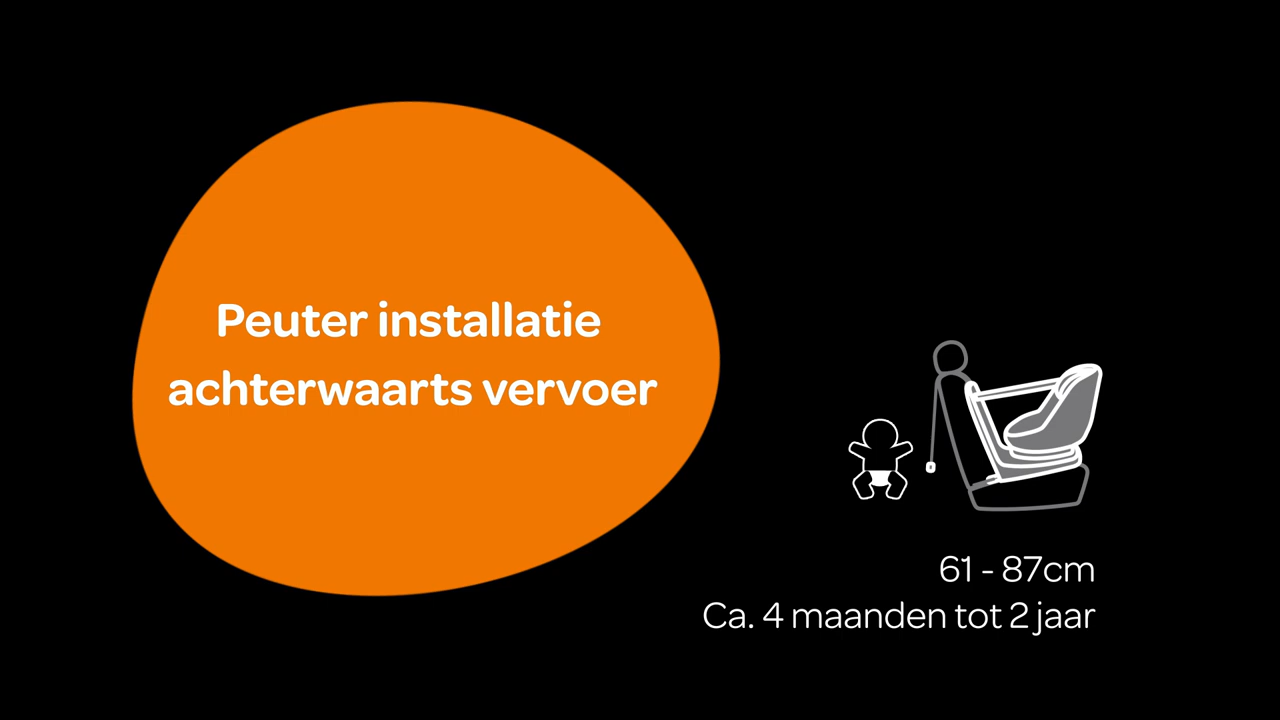 Peuter installatie
achterwaarts vervoer
61 - 87cm
Ca. 4 maanden tot 2 jaar